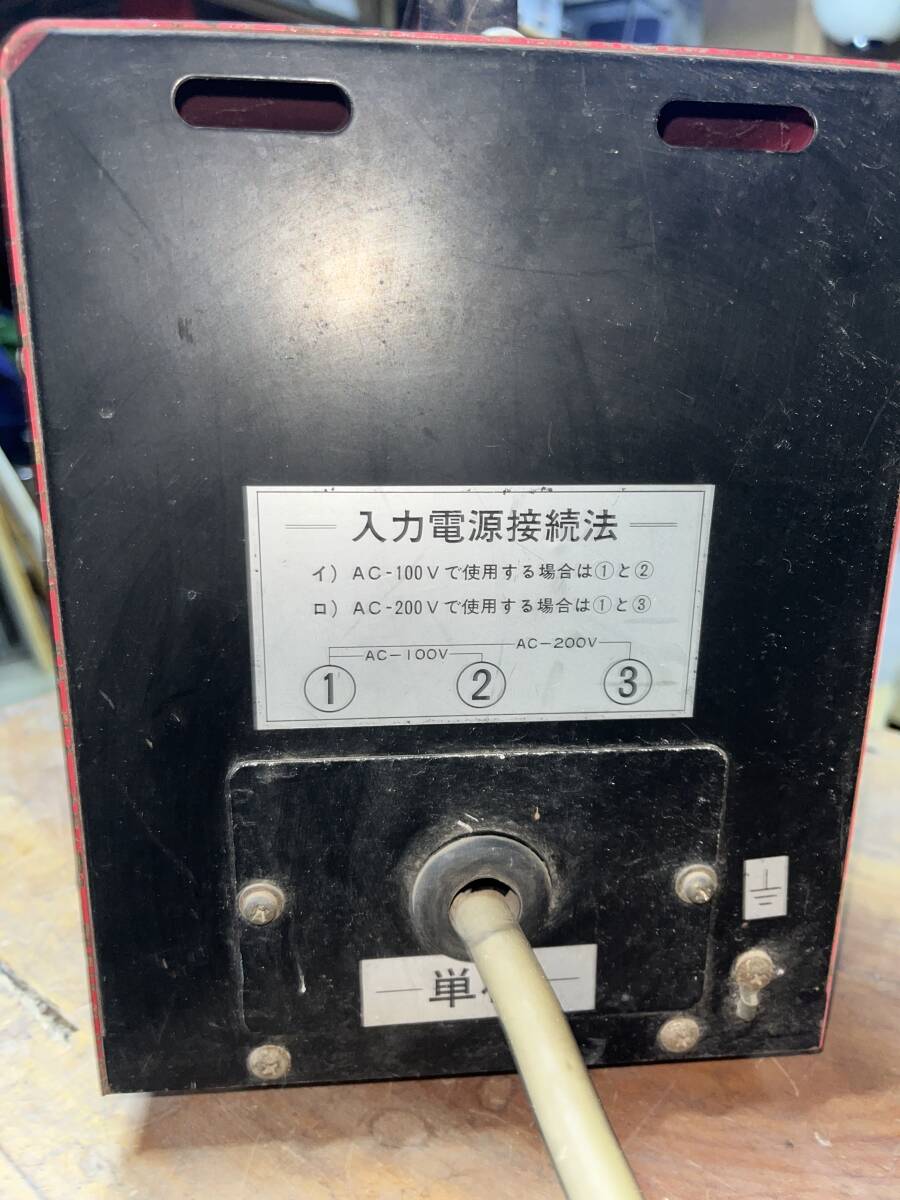 入力電源接続法
イ) AC-100Vで使用する場合は①と②
ロ) AC-200Vで使用する場合は①と③
AC-100V AC-200V
① ② ③
単